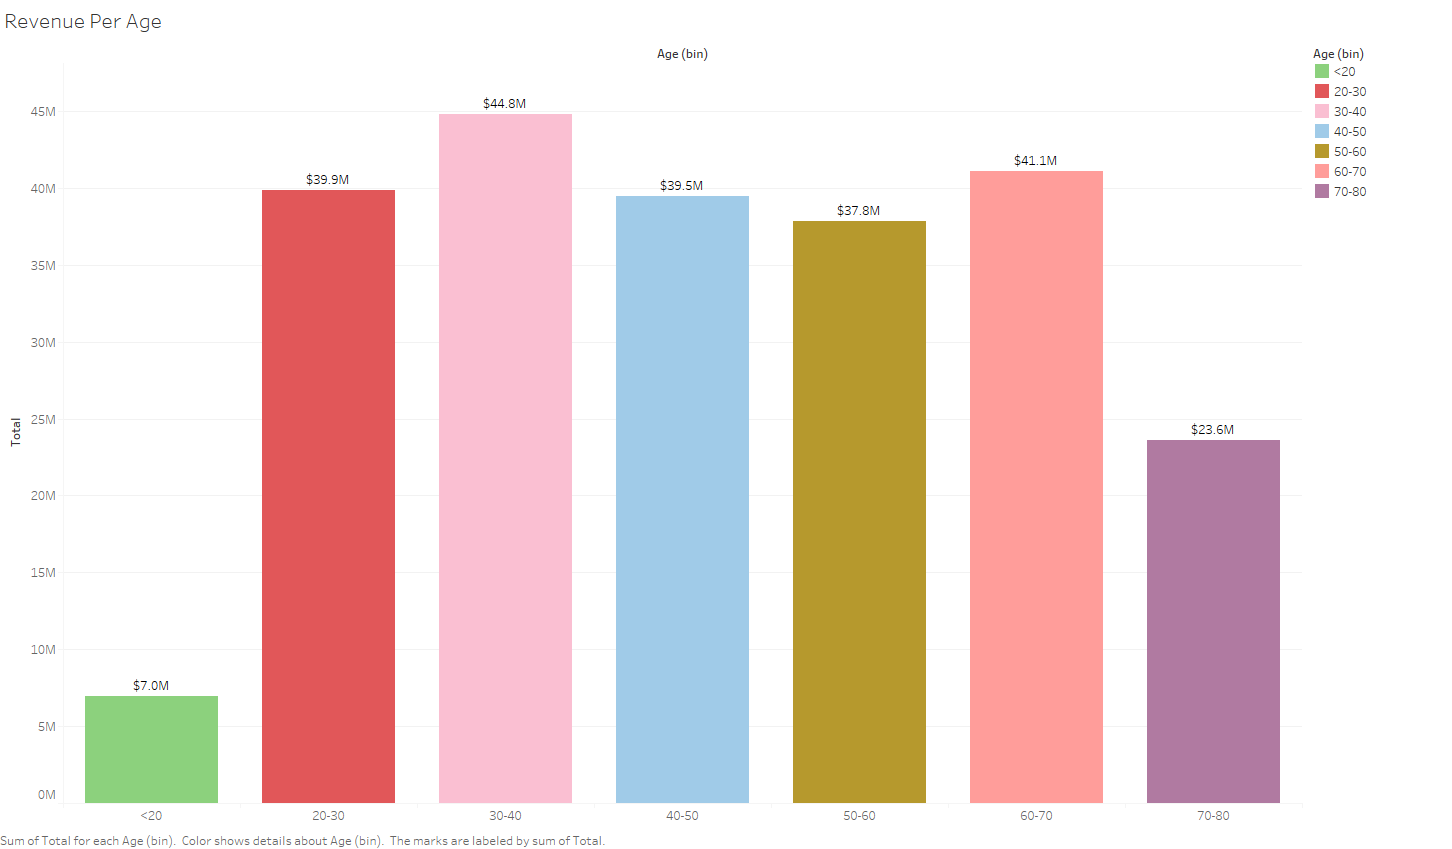 Revenue Per Age
Age (bin)
Age (bin)
<20
20-30
30-40
40-50
50-60
60-70
70-80
45M
40M
35M
30M
25M
20M
15M
10M
5M
0M
Total
$7.0M
$39.9M
$44.8M
$39.5M
$37.8M
$41.1M
$23.6M
<20
20-30
30-40
40-50
50-60
60-70
70-80
Sum of Total for each Age (bin). Color shows details about Age (bin). The marks are labeled by sum of Total.